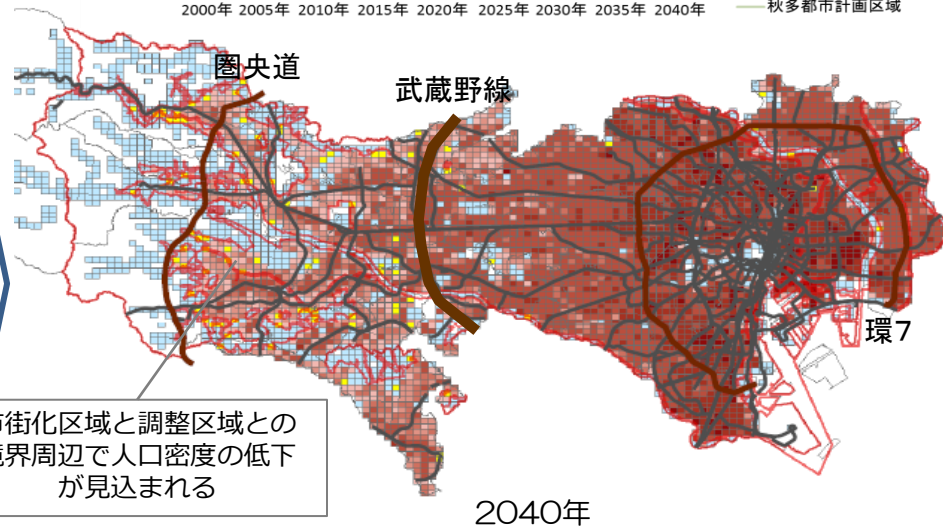 2000年 2005年 2010年 2015年 2020年 2025年 2030年 2035年 2040年
秋多都市計画区域
圏央道
武蔵野線
環7
市街化区域と調整区域との
境界周辺で人口密度の低下
が見込まれる
2040年